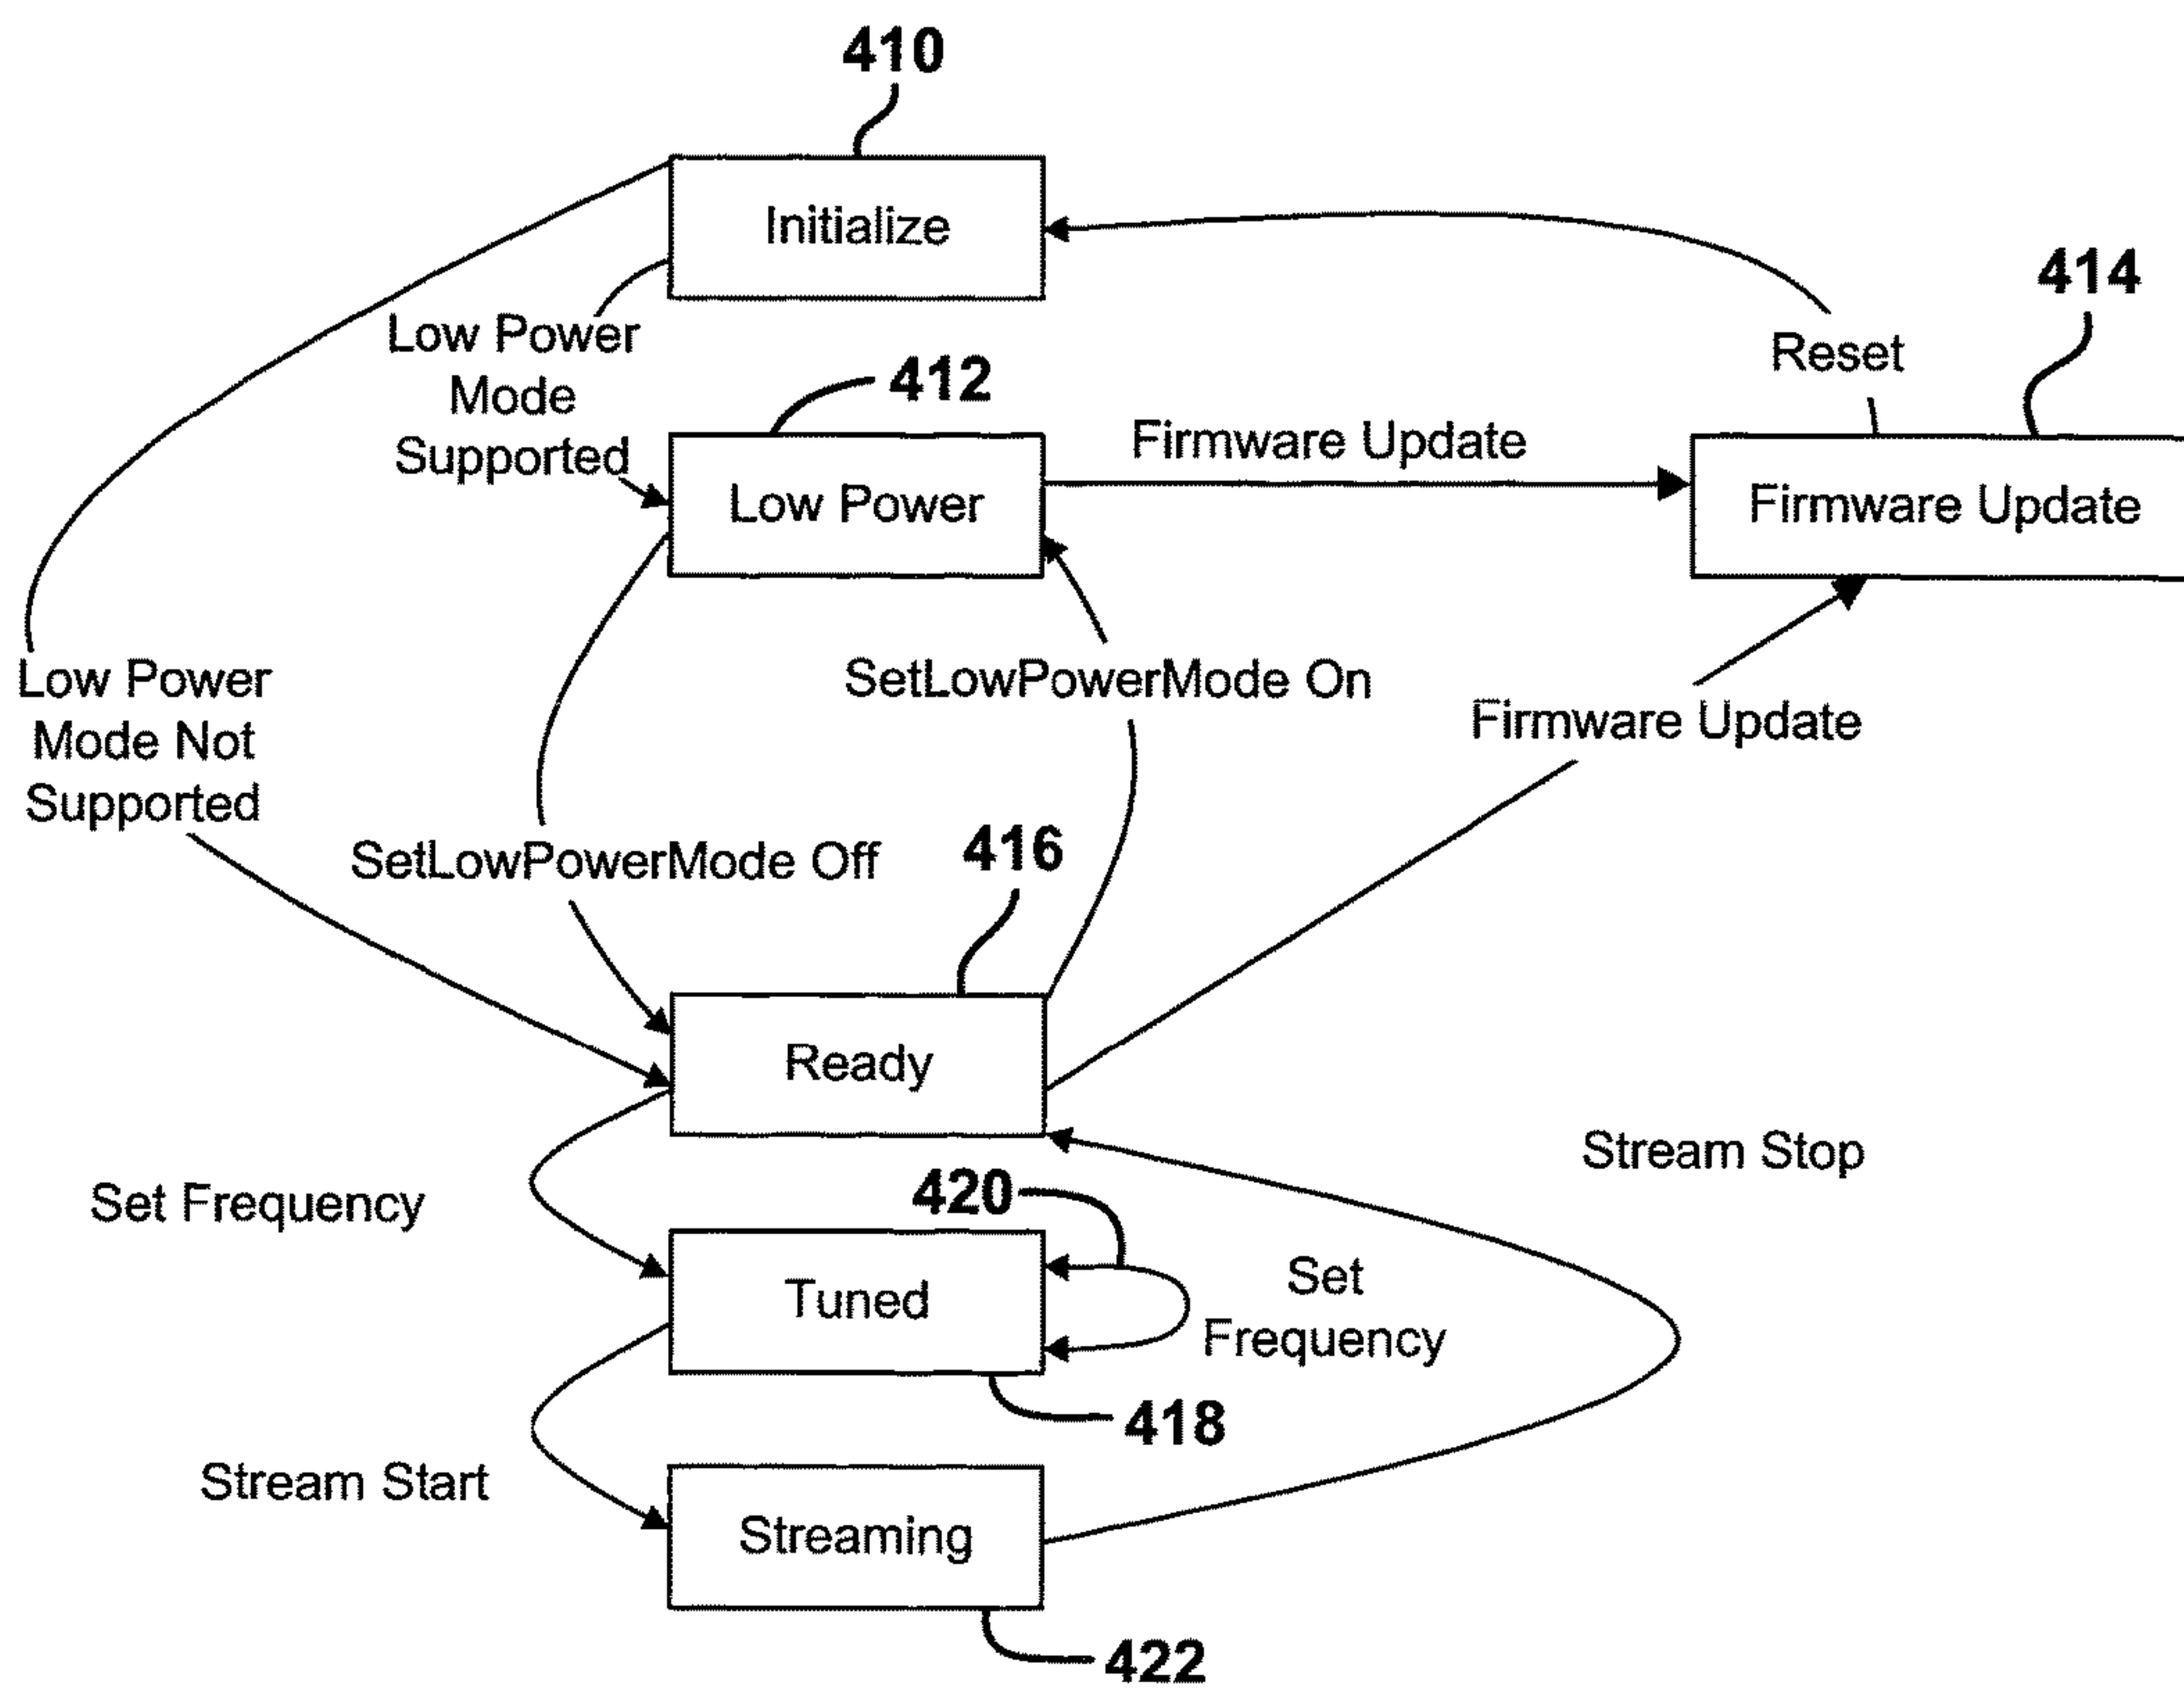 410
Initialize
414
Low Power
Mode
Supported
Reset
412
Firmware Update
Low Power
Firmware Update
Low Power
Mode Not
Supported
SetLowPowerMode On
Firmware Update
SetLowPowerMode Off
416
Ready
Stream Stop
Set Frequency
420
Tuned
Set
Frequency
418
Stream Start
Streaming
422